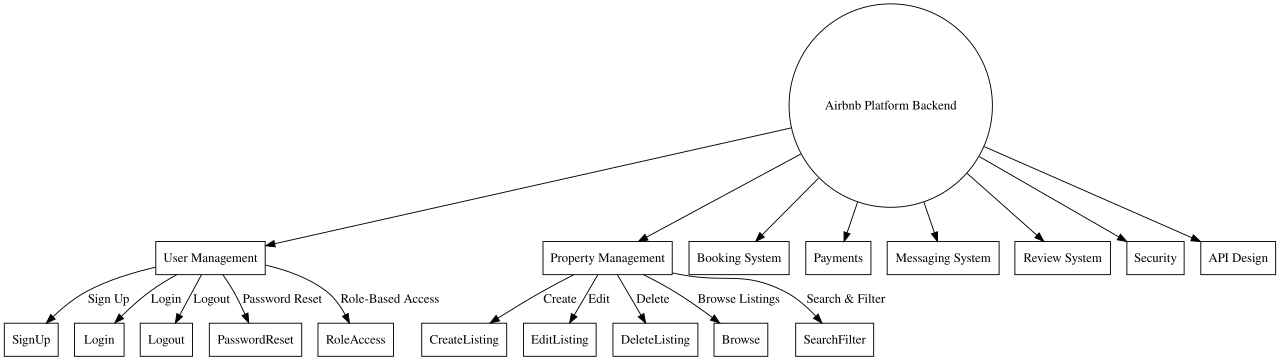 Airbnb Platform Backend
User Management
Property Management
Booking System
Payments
Messaging System
Review System
Security
API Design
Sign Up
Login
Logout
Password Reset
Role-Based Access
Create
Edit
Delete
Browse Listings
Search & Filter
SignUp
Login
Logout
PasswordReset
RoleAccess
CreateListing
EditListing
DeleteListing
Browse
SearchFilter